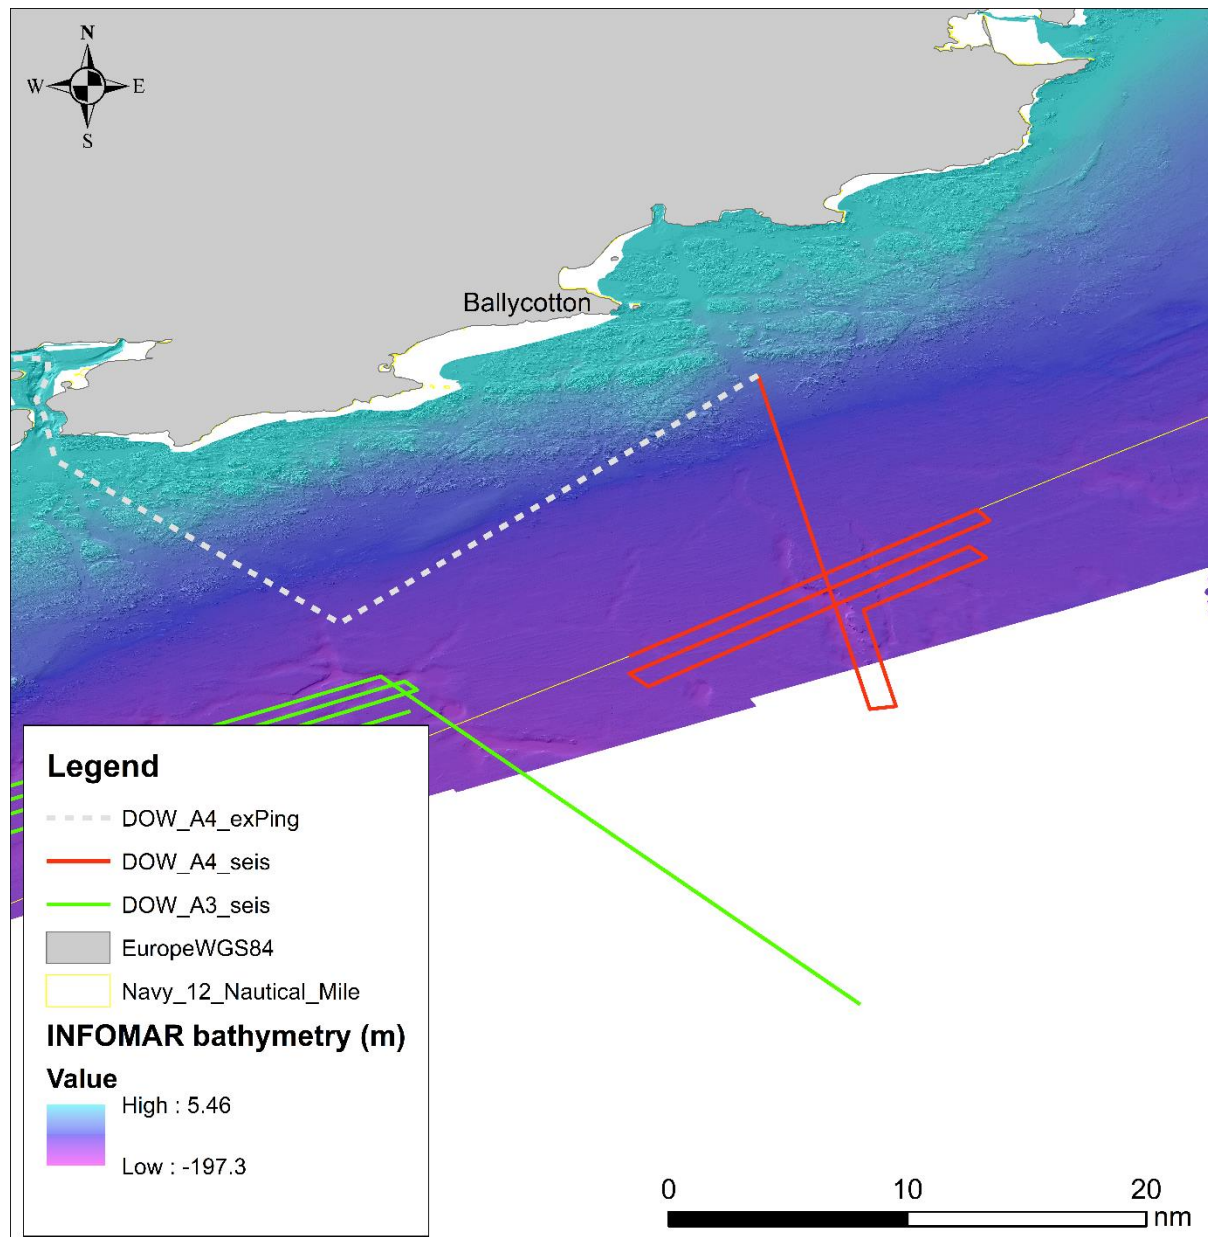 N
W E
S
Ballycotton
Legend
DOW_A4_exPing
DOW_A4_seis
DOW_A3_seis
EuropeWGS84
Navy_12_Nautical_Mile
INFOMAR bathymetry (m)
Value
High : 5.46
Low : -197.3
0 10 20
nm